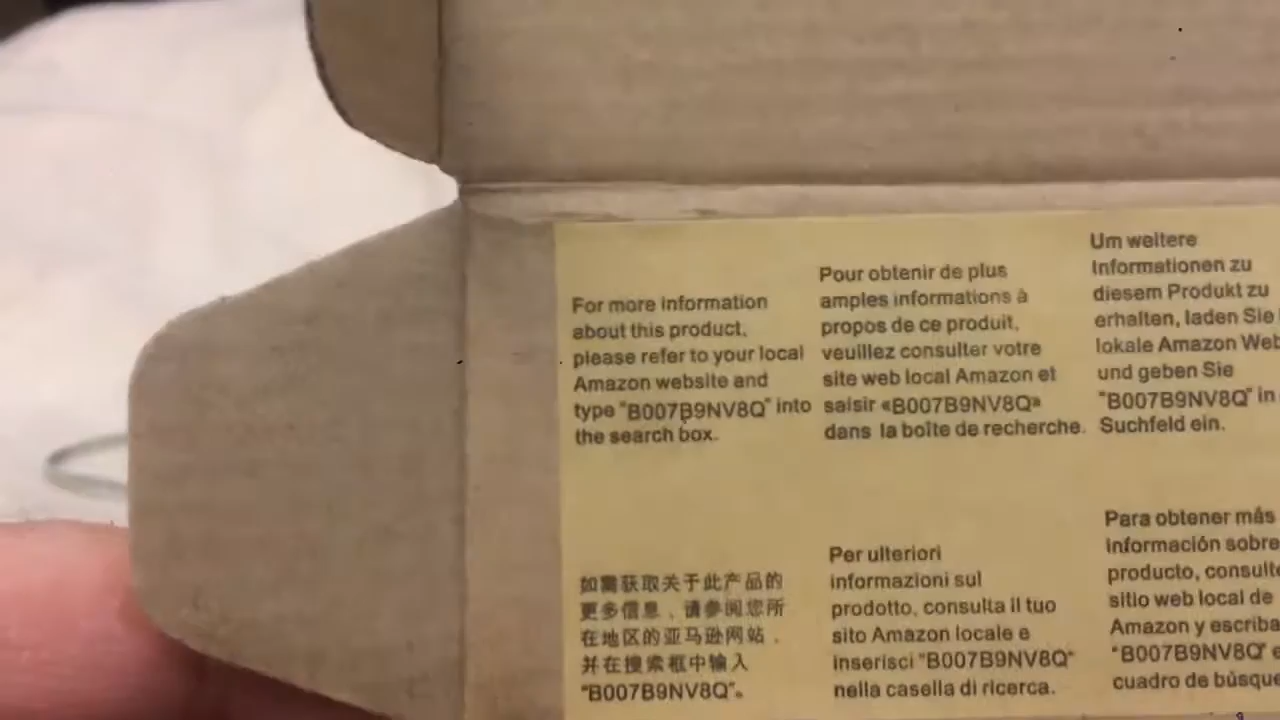 For more information
about this product,
please refer to your local
Amazon website and
type "B007B9NV8Q" into
the search box.
Pour obtenir de plus
amples informations à
propos de ce produit,
veuillez consulter votre
site web local Amazon et
saisir «B007B9NV8Q»
dans la boîte de recherche.
Um weitere
Informationen zu
diesem Produkt zu
erhalten, laden Sie
lokale Amazon Web
und geben Sie
"B007B9NV8Q" in
Suchfeld ein.
如需获取关于此产品的
更多信息，请参阅您所
在地区的亚马逊网站，
并在搜索框中输入
"B007B9NV8Q"。
Per ulteriori
informazioni sul
prodotto, consulta il tuo
sito Amazon locale e
inserisci "B007B9NV8Q"
nella casella di ricerca.
Para obtener más
información sobre
producto, consulte
sitio web local de
Amazon y escriba
"B007B9NV8Q" e
cuadro de búsque